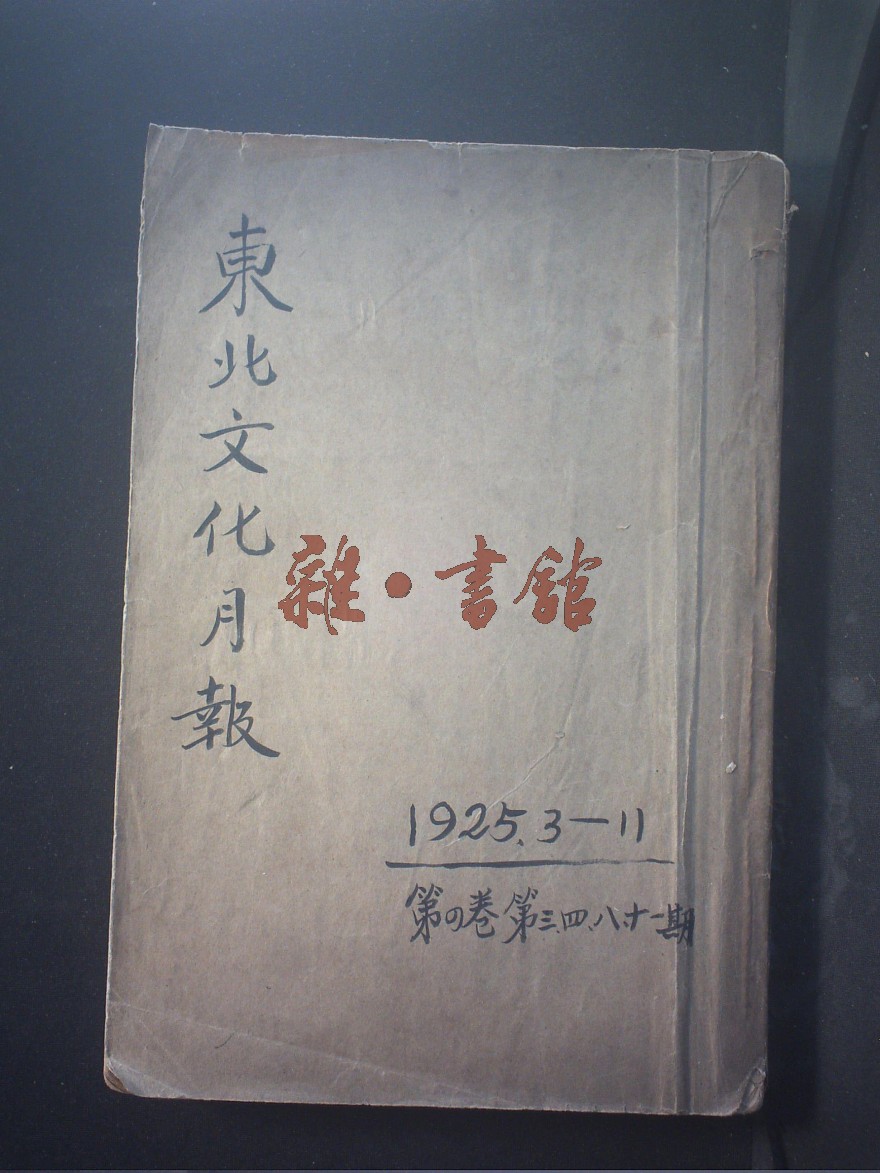 東北文化月報
雜·書館
1925.3—11
第四卷第三.四.八.十一期